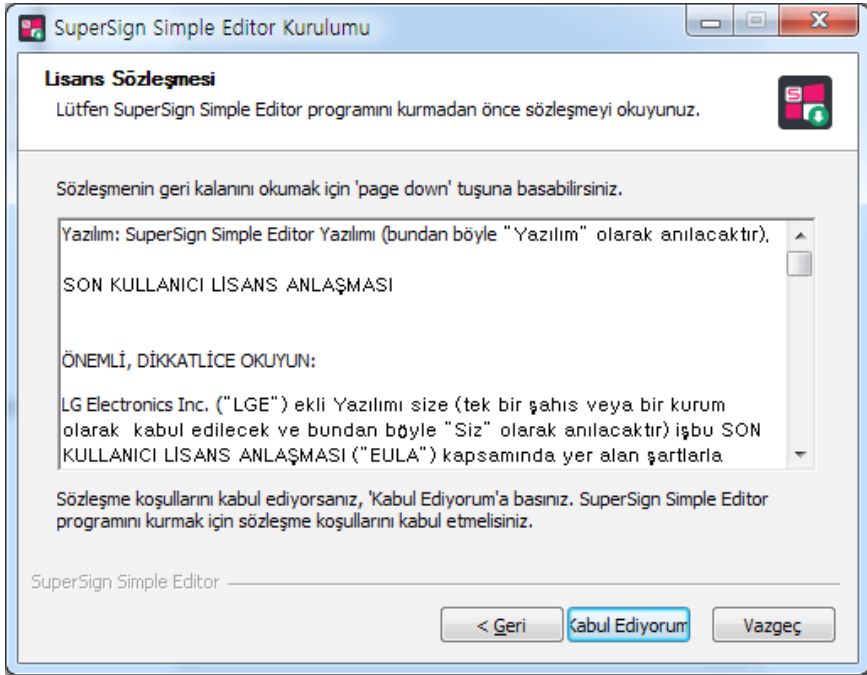 SuperSign Simple Editor Kurulumu
Lisans Sözleşmesi
Lütfen SuperSign Simple Editor programını kurmadan önce sözleşmeyi okuyunuz.
S
Sözleşmenin geri kalanını okumak için 'page down' tuşuna basabilirsiniz.
Yazılım: SuperSign Simple Editor Yazılımı (bundan böyle "Yazılım" olarak anılacaktır).
SON KULLANICI LİSANS ANLAŞMASI
ÖNEMLİ, DİKKATLİCE OKUYUN:
LG Electronics Inc. ("LGE") ekli Yazılımı size (tek bir şahıs veya bir kurum
olarak kabul edilecek ve bundan böyle "Siz" olarak anılacaktır) işbu SON
KULLANICI LİSANS ANLAŞMASI ("EULA") kapsamında yer alan şartlarla
Sözleşme koşullarını kabul ediyorsanız, 'Kabul Ediyorum'a basınız. SuperSign Simple Editor
programını kurmak için sözleşme koşullarını kabul etmelisiniz.
SuperSign Simple Editor
< Geri Kabul Ediyorum Vazgeç